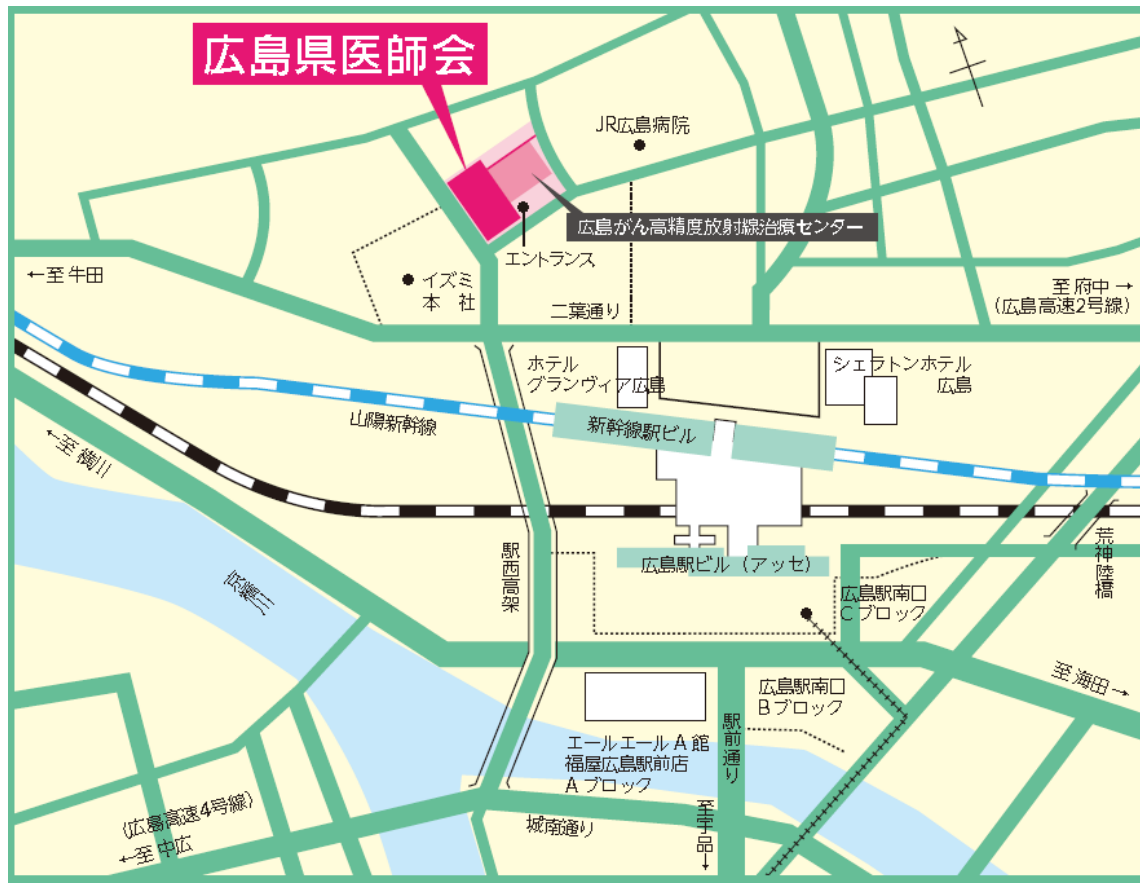 広島県医師会
JR広島病院
広島がん高精度放射線治療センター
エントランス
←至 牛田
イズミ
本 社
二葉通り
至 府中 →
(広島高速2号線)
ホテル
グランヴィア広島
シェラトンホテル
広島
山陽新幹線
新幹線駅ビル
←至 横川
京橋川
駅西高架
広島駅ビル（アッセ）
荒神陸橋
広島駅南口
C ブロック
至 海田→
広島駅南口
B ブロック
駅前通り
エールエール A 館
福屋広島駅前店
A ブロック
(広島高速4号線)
←至 中広
城南通り
至宇品→